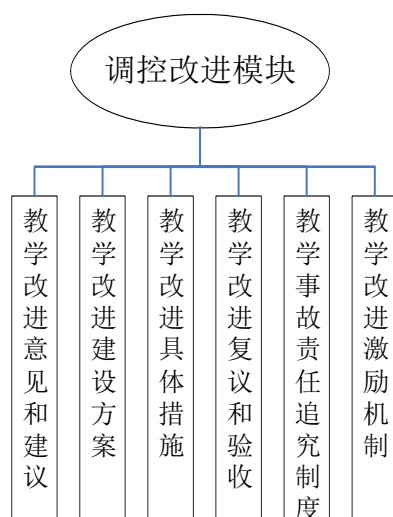 调控改进模块
教学改进意见和建议
教学改进建设方案
教学改进具体措施
教学改进复议和验收
教学事故责任追究制度
教学改进激励机制